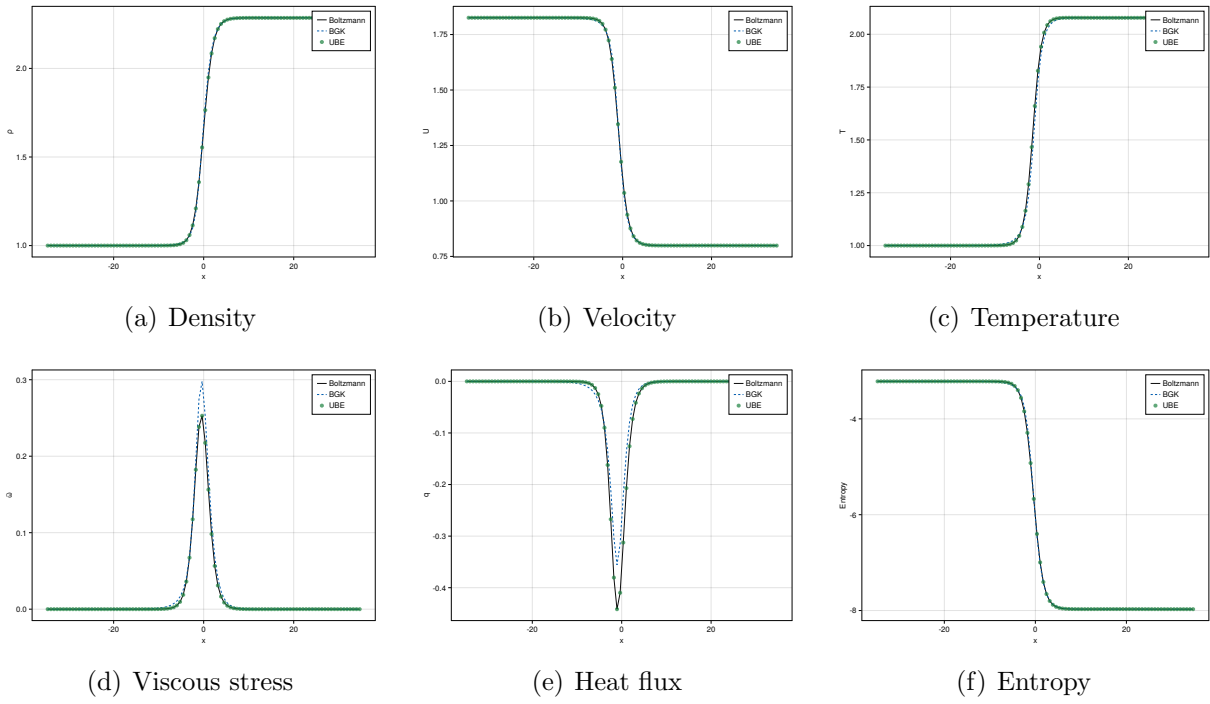 Boltzmann
BGK
UBE
2.0
1.5
1.0
ρ
-20
0
20
x
(a) Density
Boltzmann
BGK
UBE
1.75
1.50
1.25
1.00
0.75
U
-20
0
20
x
(b) Velocity
Boltzmann
BGK
UBE
2.00
1.75
1.50
1.25
1.00
T
-20
0
20
x
(c) Temperature
Boltzmann
BGK
UBE
0.3
0.2
0.1
0.0
-20
0
20
x
(d) Viscous stress
Boltzmann
BGK
UBE
0.0
-0.1
-0.2
-0.3
-0.4
q
-20
0
20
x
(e) Heat flux
Boltzmann
BGK
UBE
-4
-6
-8
Entropy
-20
0
20
x
(f) Entropy